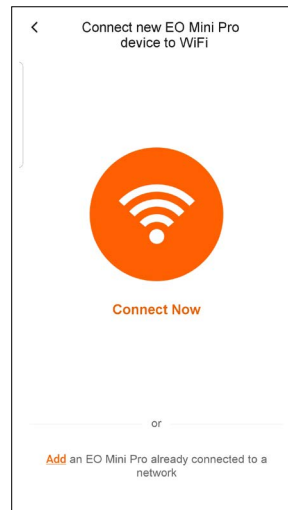 Connect new EO Mini Pro
device to WiFi
Connect Now
or
Add an EO Mini Pro already connected to a
network